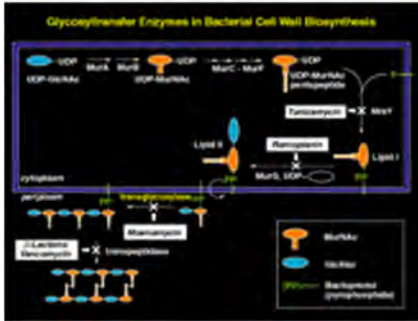 Glycosyltransfer Enzymes in Bacterial Cell Wall Biosynthesis
UDP
UDP
UDP
MurA
MurB
MurC - MurF
UDP-GlcNAc
UDP-MurNAc
UDP-MurNAc
pentapeptide
Tunicamycin
MraY
Lipid II
Ramoplanin
Lipid I
MurG, UDP
cytoplasm
periplasm
transglycosylase
Moenomycin
β-Lactams
Vancomycin
transpeptidase
MurNAc
GlcNAc
Bactoprenol
(pyrophosphate)